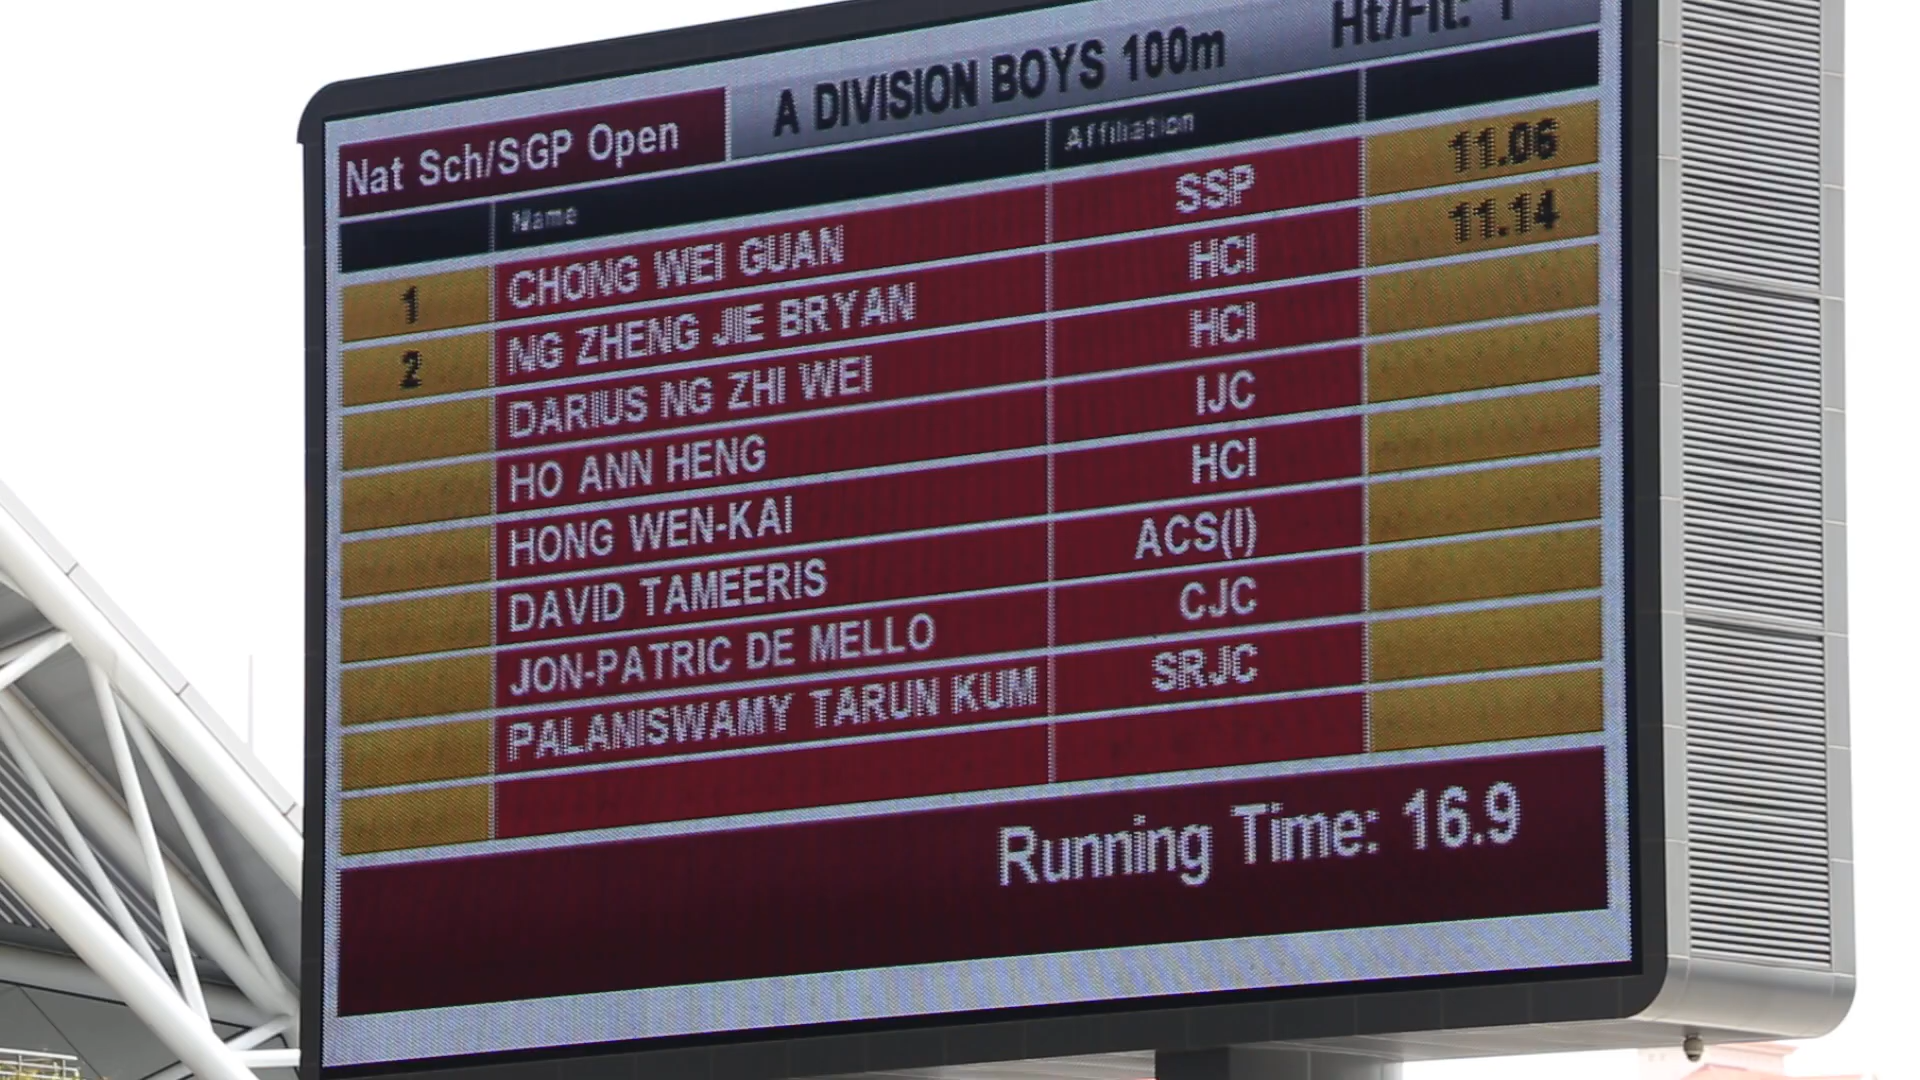 Nat Sch/SGP Open A DIVISION BOYS 100m Ht/Flt: 1
Name Affiliation
1 CHONG WEI GUAN SSP 11.06
2 NG ZHENG JIE BRYAN HCI 11.14
DARIUS NG ZHI WEI HCI
HO ANN HENG IJC
HONG WEN-KAI HCI
DAVID TAMEERIS ACS(I)
JON-PATRIC DE MELLO CJC
PALANISWAMY TARUN KUM SRJC
Running Time: 16.9